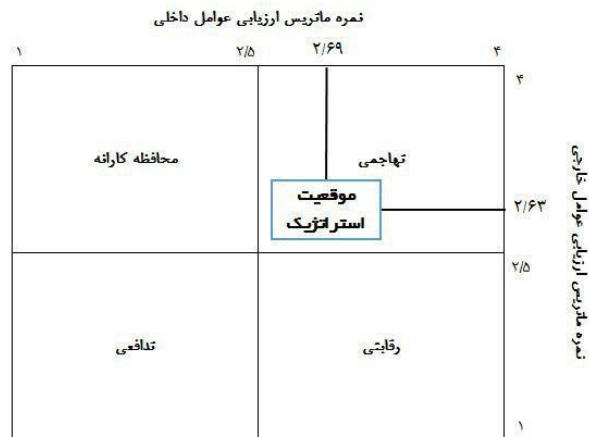 نمره ماتریس ارزیابی عوامل داخلی
۱ ۲/۵ ۲/۶۹ ۴
۴
محافظه کارانه
تهاجمی
موقعیت
استراتژیک
۲/۶۳
۲/۵
تدافعی
رقابتی
۱
نمره ماتریس ارزیابی عوامل خارجی